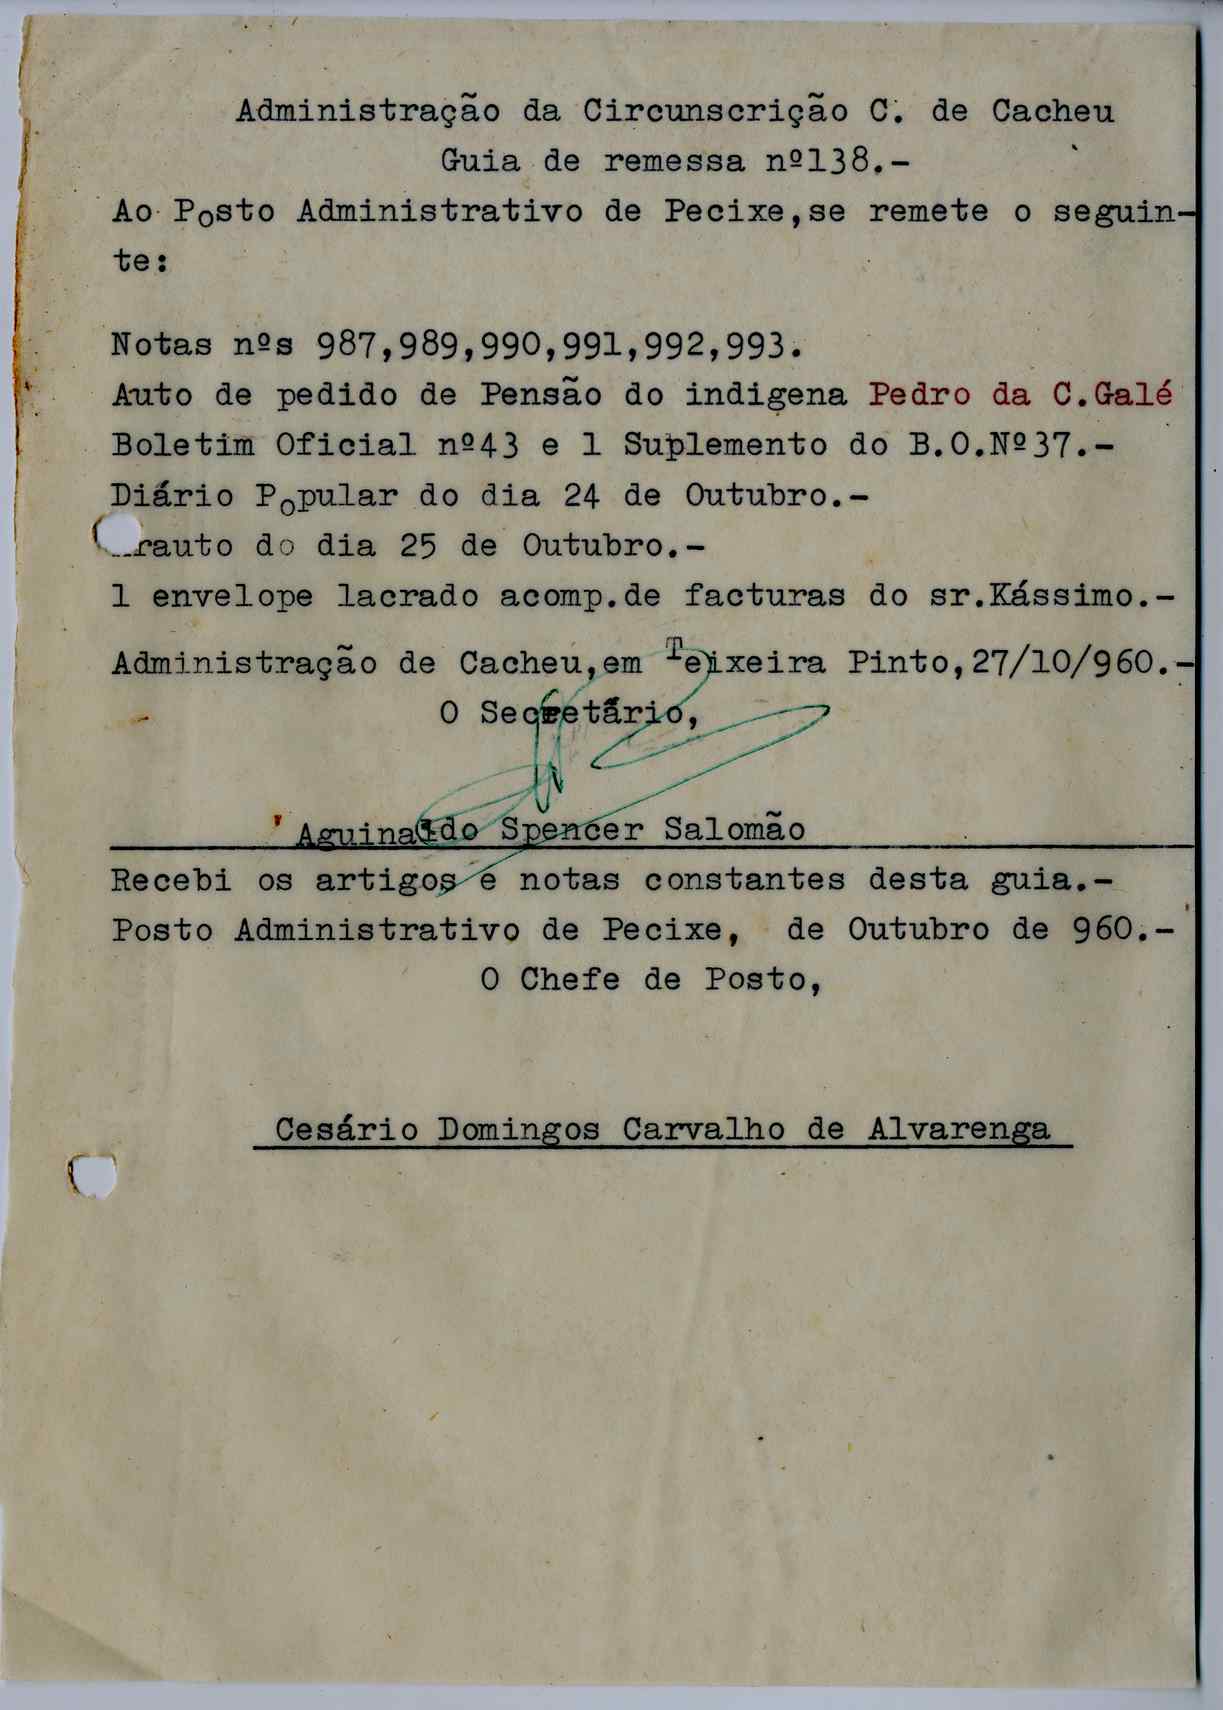 Administração da Circunscrição C. de Cacheu
Guia de remessa nº138.-
Ao Posto Administrativo de Pecixe,se remete o seguin-
te:
Notas nºs 987,989,990,991,992,993.
Auto de pedido de Pensão do indigena Pedro da C.Galé
Boletim Oficial nº43 e 1 Suplemento do B.O.Nº37.-
Diário Popular do dia 24 de Outubro.-
rauto do dia 25 de Outubro.-
1 envelope lacrado acomp.de facturas do sr.Kássimo.-
Administração de Cacheu,em Teixeira Pinto,27/10/960.-
O Secretário,
Aguinaldo Spencer Salomão
Recebi os artigos e notas constantes desta guia.-
Posto Administrativo de Pecixe, de Outubro de 960.-
O Chefe de Posto,
Cesário Domingos Carvalho de Alvarenga